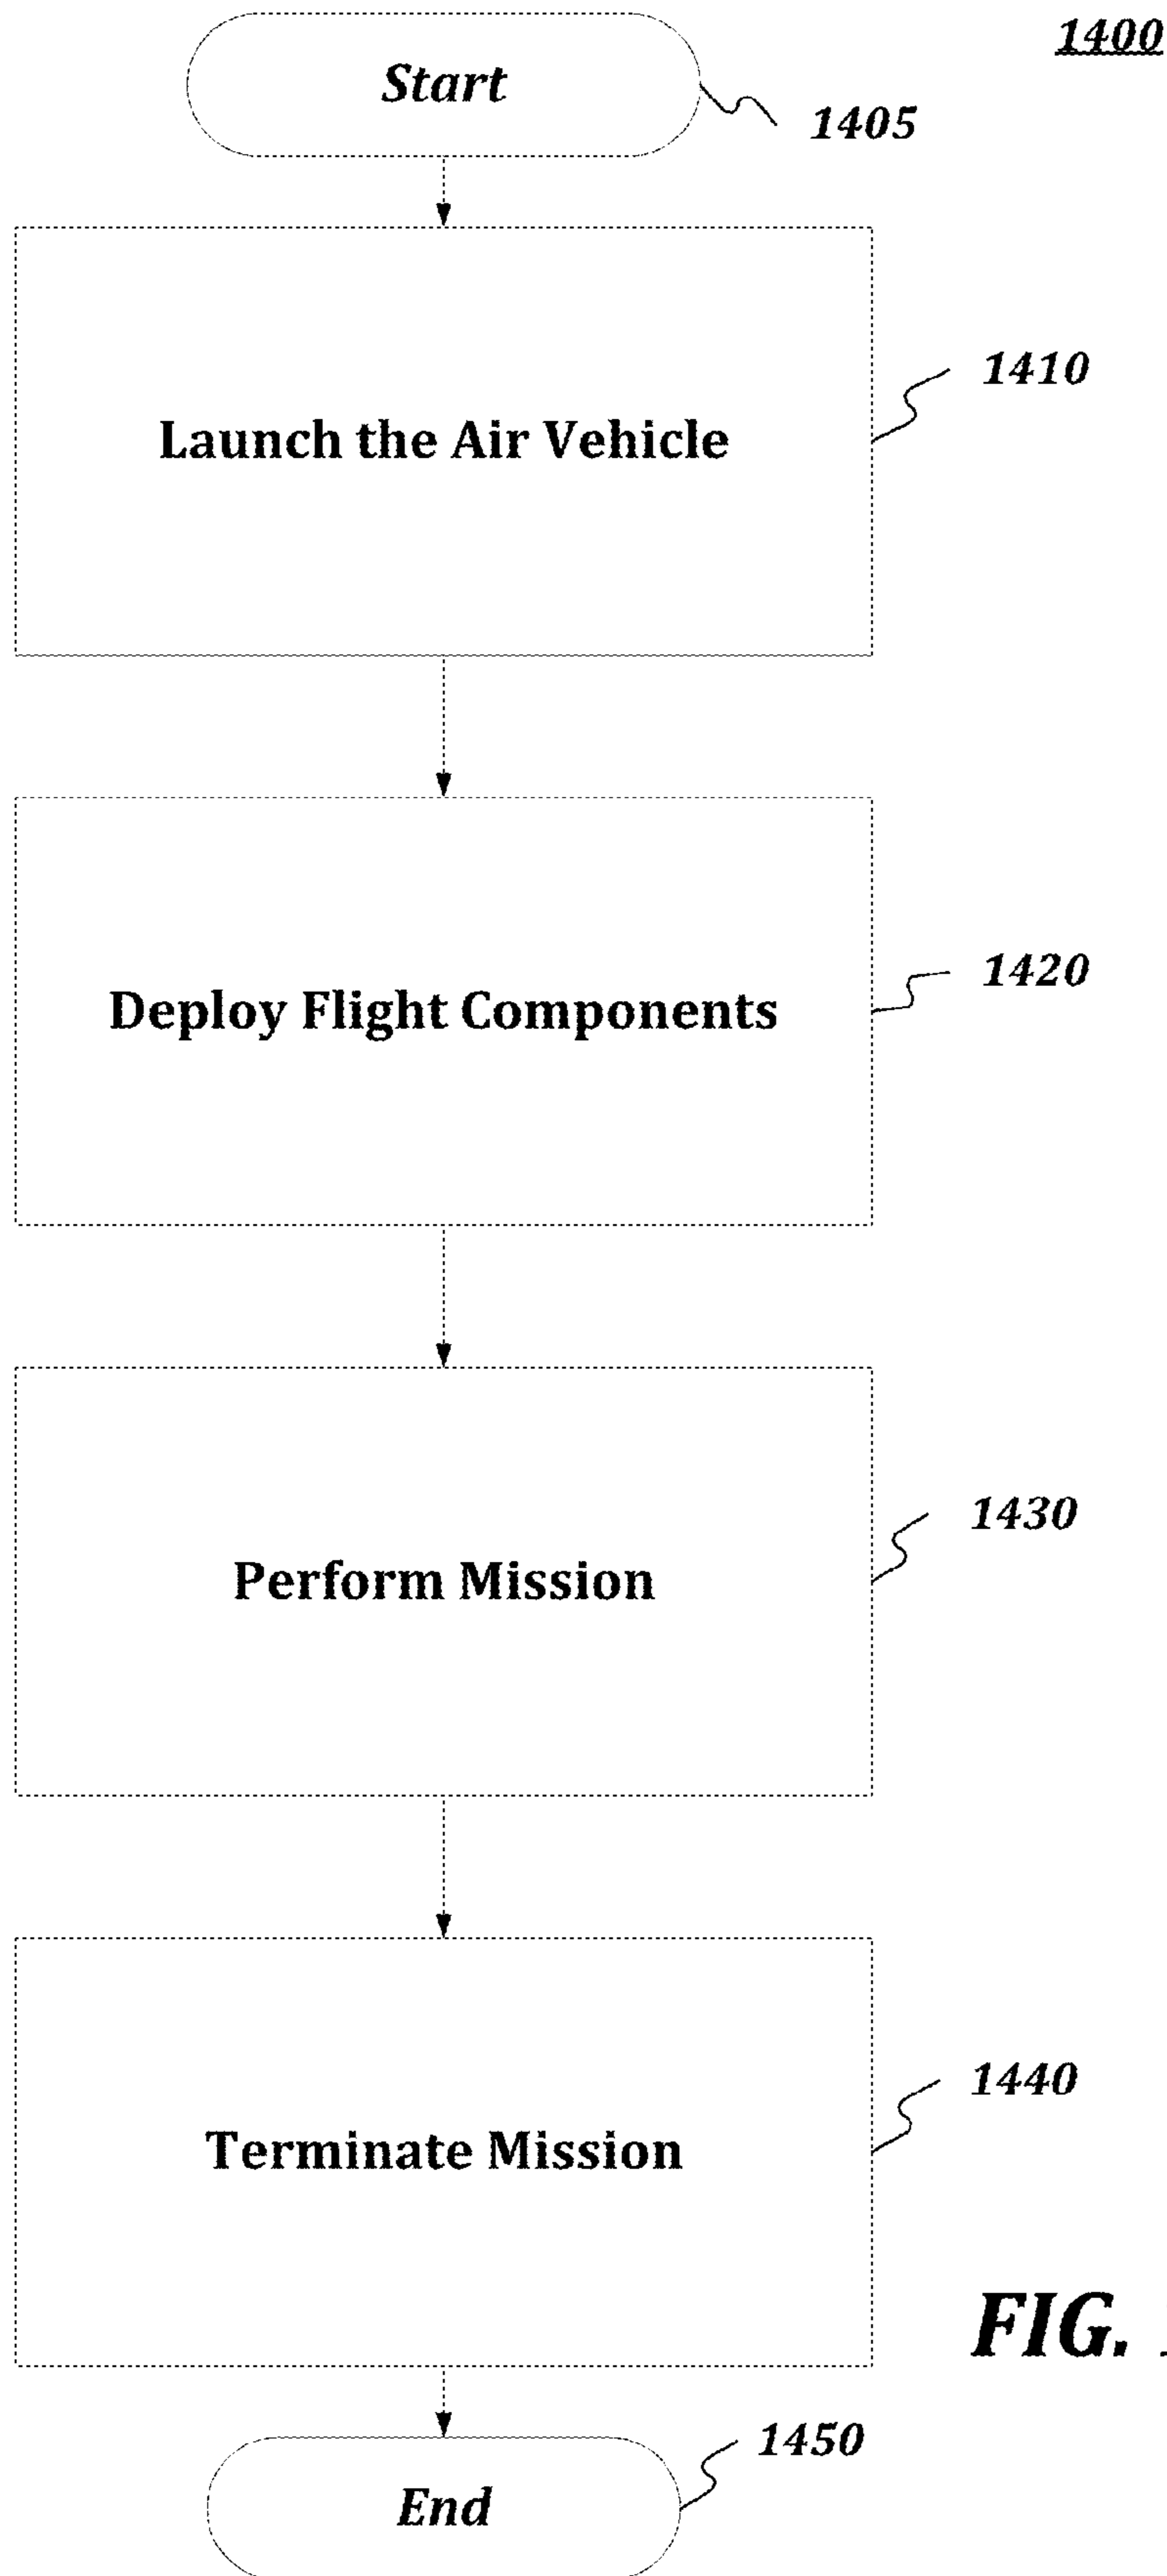 1400
Start
1405
Launch the Air Vehicle
1410
Deploy Flight Components
1420
Perform Mission
1430
Terminate Mission
1440
FIG.
End
1450